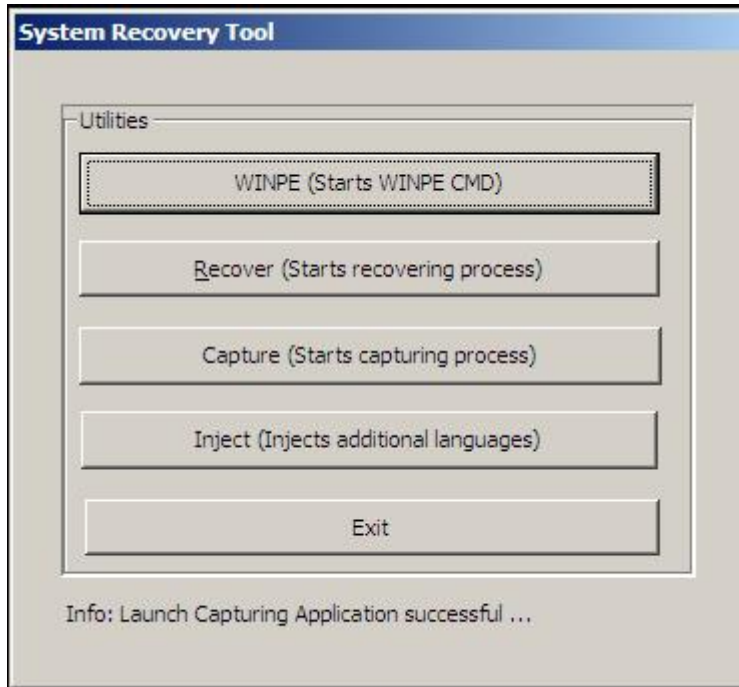 System Recovery Tool
Utilities
WINPE (Starts WINPE CMD)
Recover (Starts recovering process)
Capture (Starts capturing process)
Inject (Injects additional languages)
Exit
Info: Launch Capturing Application successful ...